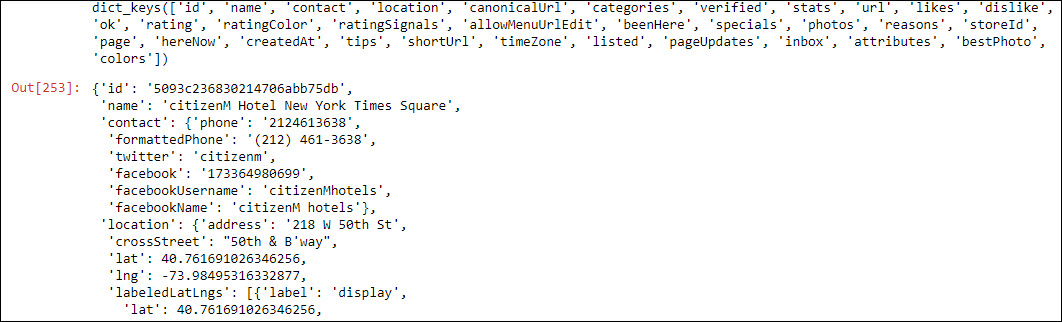 dict_keys(['id', 'name', 'contact', 'location', 'canonicalUrl', 'categories', 'verified', 'stats', 'url', 'likes', 'dislike',
'ok', 'rating', 'ratingColor', 'ratingSignals', 'allowMenuUrlEdit', 'beenHere', 'specials', 'photos', 'reasons', 'storeId',
'page', 'hereNow', 'createdAt', 'tips', 'shortUrl', 'timeZone', 'listed', 'pageUpdates', 'inbox', 'attributes', 'bestPhoto',
'colors'])
Out[253]: {'id': '5093c236830214706abb75db',
'name': 'citizenM Hotel New York Times Square',
'contact': {'phone': '2124613638',
'formattedPhone': '(212) 461-3638',
'twitter': 'citizenm',
'facebook': '173364980699',
'facebookUsername': 'citizenMhotels',
'facebookName': 'citizenM hotels'},
'location': {'address': '218 W 50th St',
'crossStreet': "50th & B'way",
'lat': 40.761691026346256,
'lng': -73.98495316332877,
'labeledLatLngs': [{'label': 'display',
'lat': 40.761691026346256,